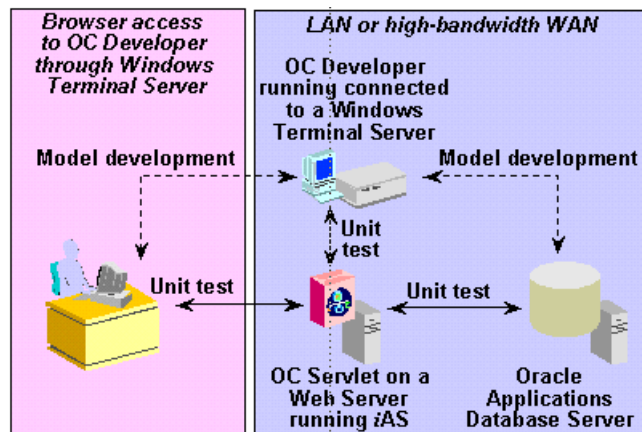 Browser access
to OC Developer
through Windows
Terminal Server
LAN or high-bandwidth WAN
OC Developer
running connected
to a Windows
Terminal Server
Model development
Model development
Unit
test
Unit test
Unit test
OC Servlet on a
Web Server
running iAS
Oracle
Applications
Database Server